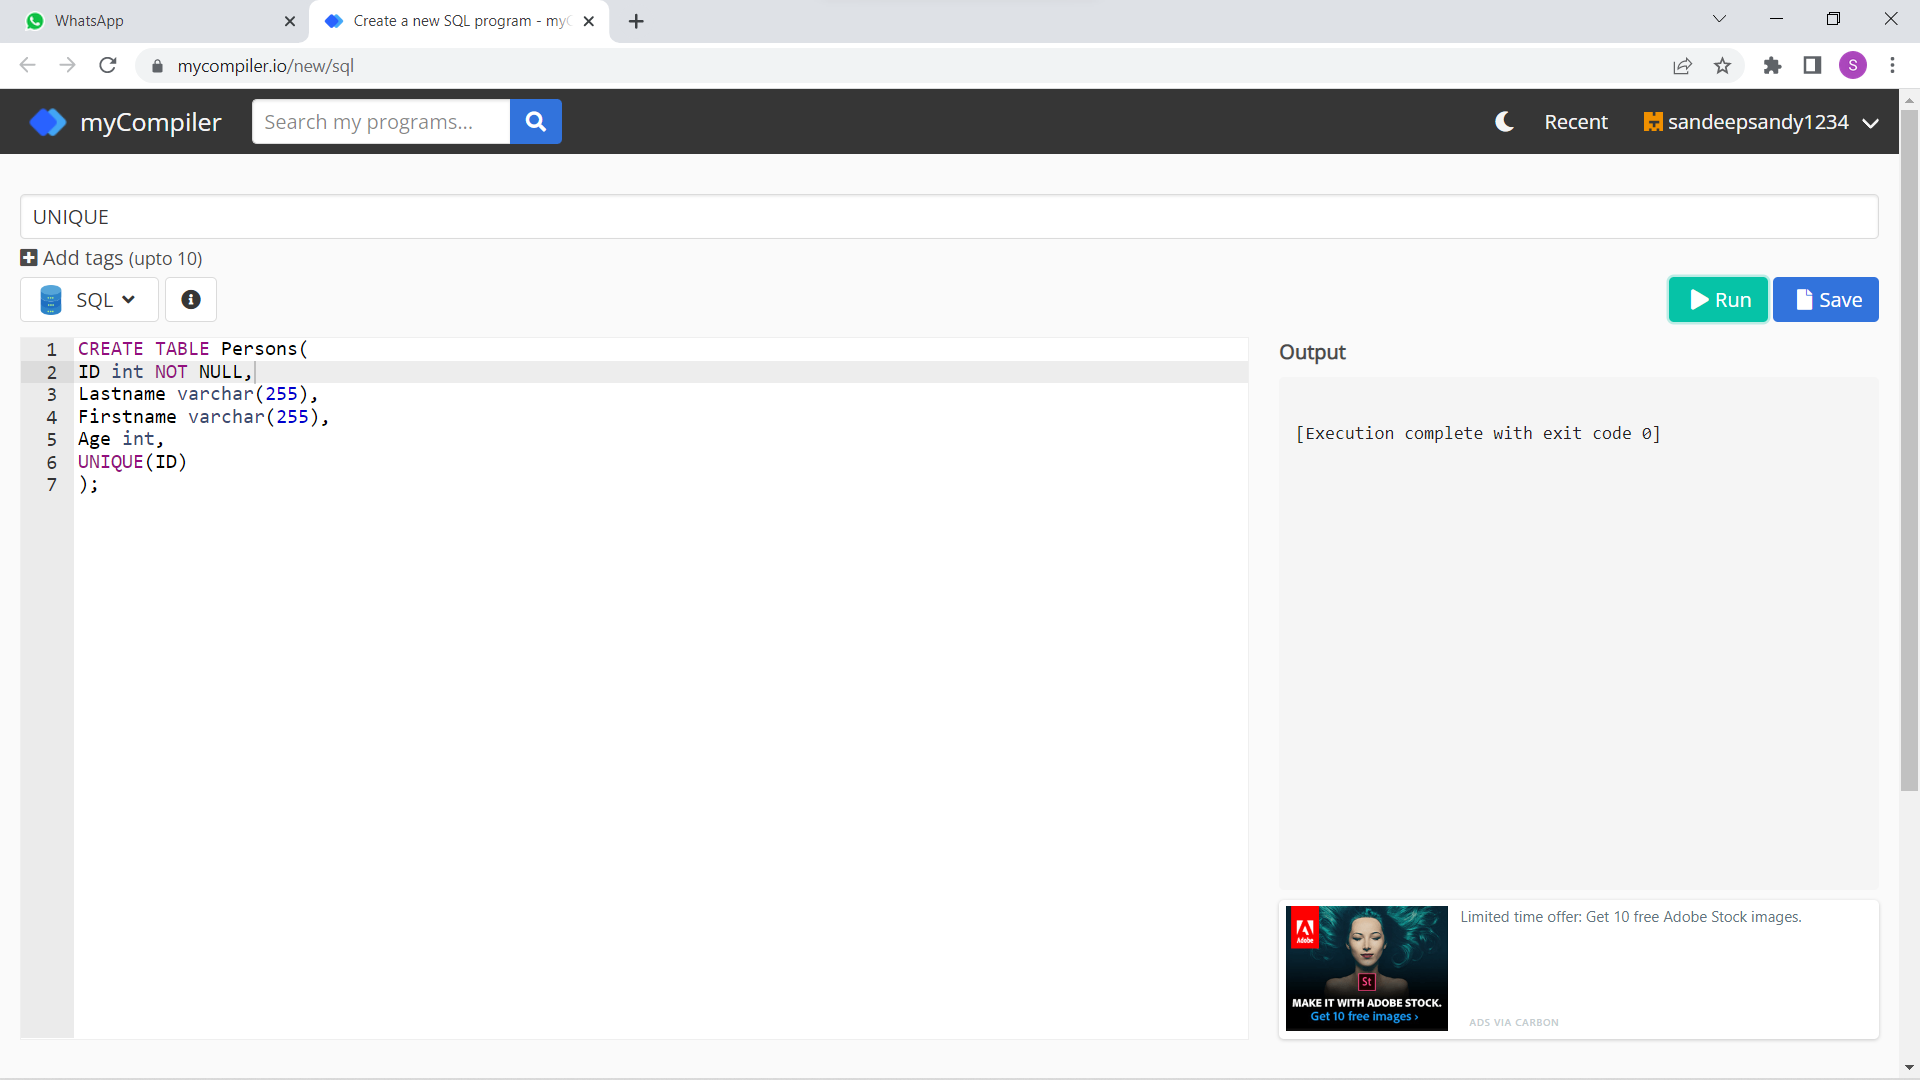 WhatsApp
Create a new SQL program - myC
mycompiler.io/new/sql
S
myCompiler
Search my programs...
Recent
sandeepsandy1234
UNIQUE
Add tags (upto 10)
SQL
Run
Save
1 CREATE TABLE Persons(
2 ID int NOT NULL,
3 Lastname varchar(255),
4 Firstname varchar(255),
5 Age int,
6 UNIQUE(ID)
7 );
Output
[Execution complete with exit code 0]
Adobe
St
MAKE IT WITH ADOBE STOCK.
Get 10 free images ›
Limited time offer: Get 10 free Adobe Stock images.
ADS VIA CARBON